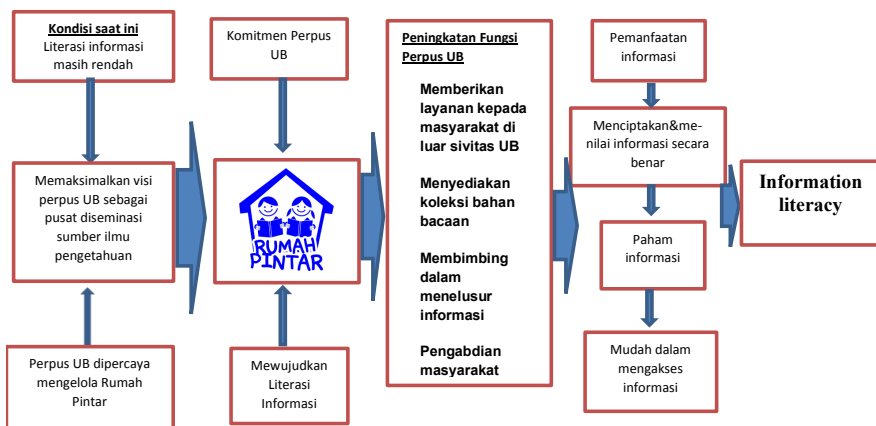 Kondisi saat ini
Literasi informasi
masih rendah
Memaksimalkan visi
perpus UB sebagai
pusat diseminasi
sumber ilmu
pengetahuan
Perpus UB dipercaya
mengelola Rumah
Pintar
Komitmen Perpus
UB
RUMAH
PINTAR
Mewujudkan
Literasi
Informasi
Peningkatan Fungsi
Perpus UB
Memberikan
layanan kepada
masyarakat di
luar sivitas UB
Menyediakan
koleksi bahan
bacaan
Membimbing
dalam
menelusur
informasi
Pengabdian
masyarakat
Pemanfaatan
informasi
Menciptakan&me-
nilai informasi secara
benar
Paham
informasi
Mudah dalam
mengakses
informasi
Information
literacy